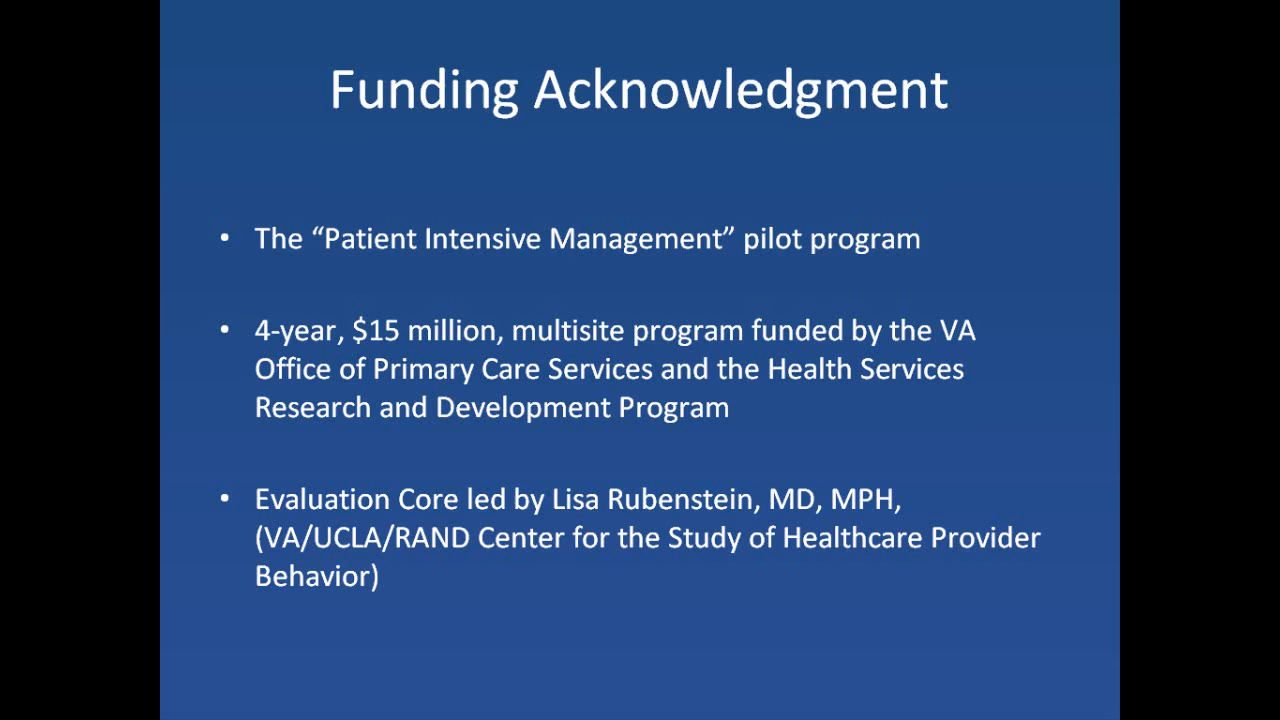 Funding Acknowledgment
• The “Patient Intensive Management” pilot program
• 4-year, $15 million, multisite program funded by the VA
Office of Primary Care Services and the Health Services
Research and Development Program
• Evaluation Core led by Lisa Rubenstein, MD, MPH,
(VA/UCLA/RAND Center for the Study of Healthcare Provider
Behavior)